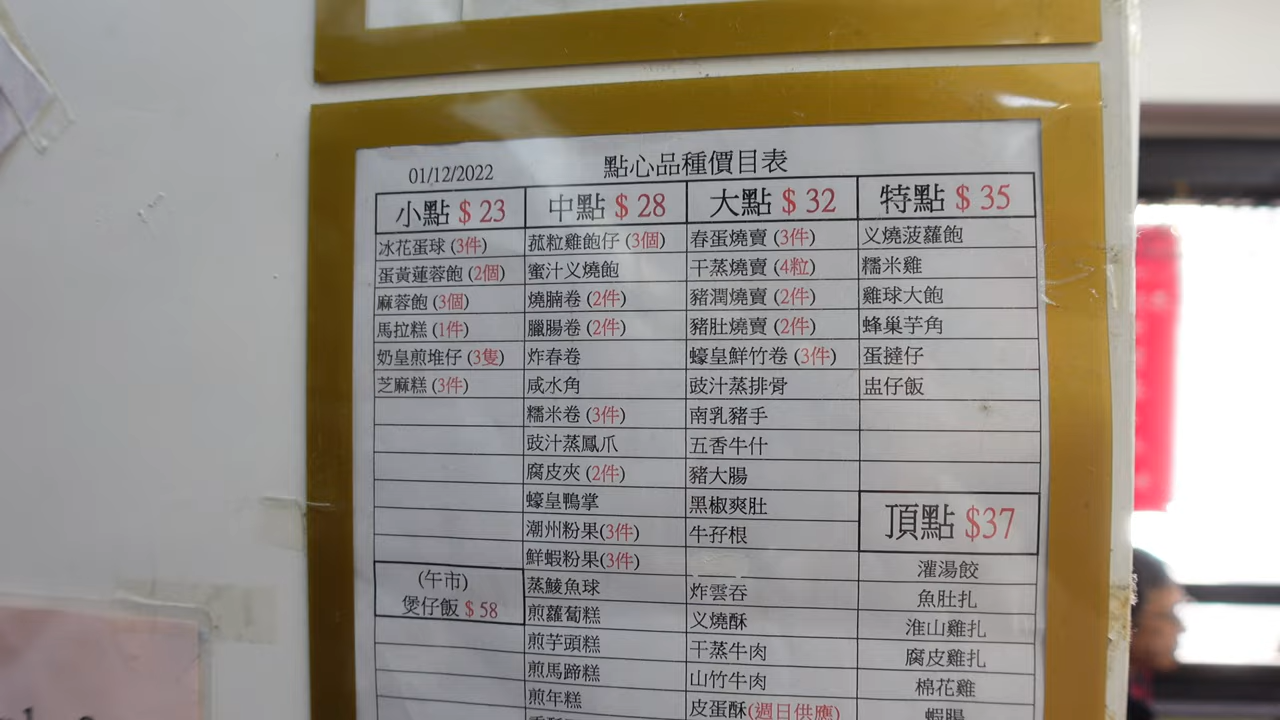 01/12/2022
點心品種價目表
小點 $ 23
冰花蛋球 (3件)
蛋黃蓮蓉飽 (2個)
麻蓉飽 (3個)
馬拉糕 (1件)
奶皇煎堆仔 (3隻)
芝麻糕 (3件)
(午市)
煲仔飯 $ 58
中點 $ 28
菰粒雞飽仔 (3個)
蜜汁义燒飽
燒腩卷 (2件)
臘腸卷 (2件)
炸春卷
咸水角
糯米卷 (3件)
豉汁蒸鳳爪
腐皮夾 (2件)
蠔皇鴨掌
潮州粉果(3件)
鮮蝦粉果(3件)
蒸鯪魚球
煎蘿蔔糕
煎芋頭糕
煎馬蹄糕
煎年糕
大點 $ 32
春蛋燒賣 (3件)
干蒸燒賣 (4粒)
豬潤燒賣 (2件)
豬肚燒賣 (2件)
蠔皇鮮竹卷 (3件)
豉汁蒸排骨
南乳豬手
五香牛什
豬大腸
黑椒爽肚
牛孖根
炸雲吞
义燒酥
干蒸牛肉
山竹牛肉
皮蛋酥(週日供應)
特點 $ 35
义燒菠蘿飽
糯米雞
雞球大飽
蜂巢芋角
蛋撻仔
盅仔飯
頂點 $37
灌湯餃
魚肚扎
淮山雞扎
腐皮雞扎
棉花雞
蝦腸